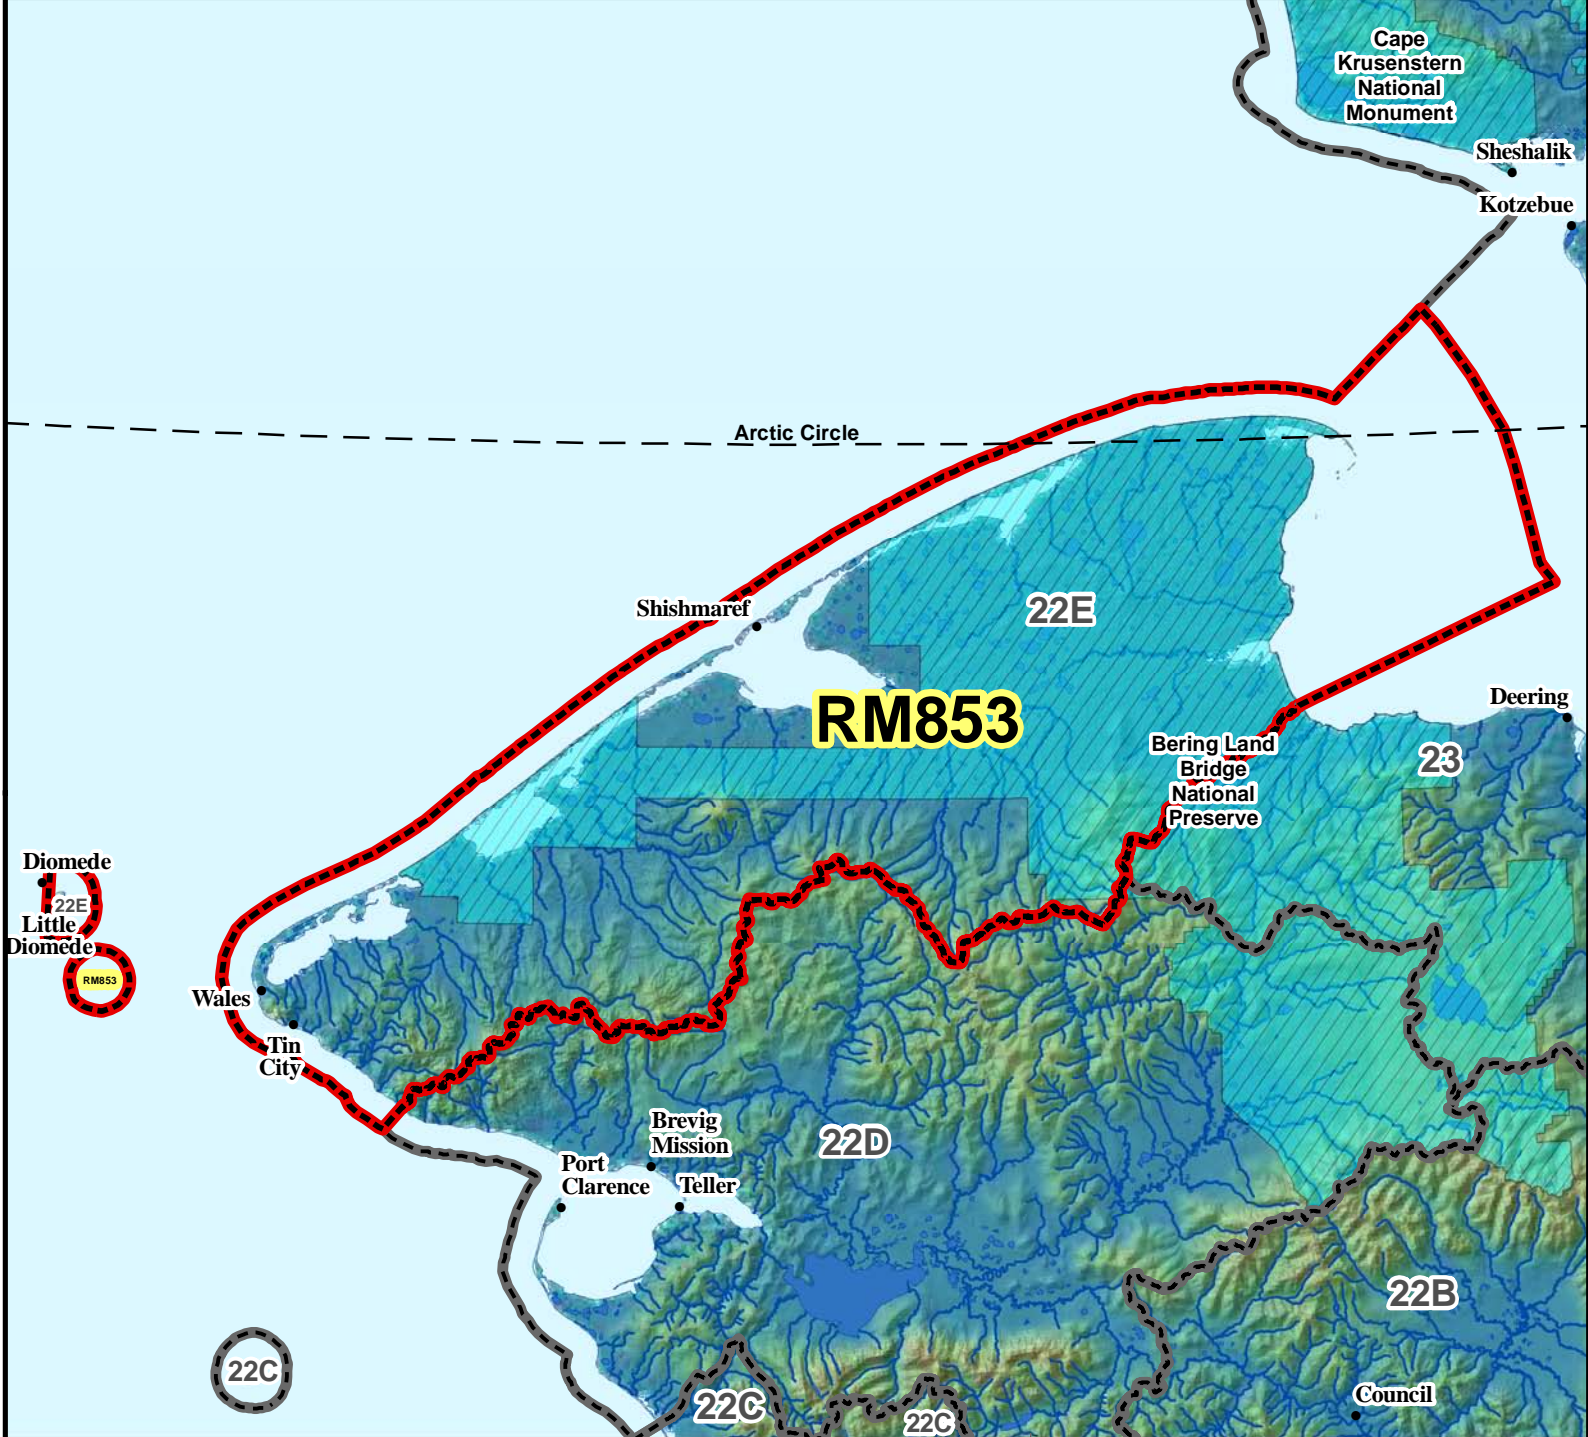 Cape
Krusenstern
National
Monument
Sheshalik
Kotzebue
Arctic Circle
Shishmaref
22E
RM853
Deering
Bering Land
Bridge
National
Preserve
23
Diomede
22E
Little
Diomede
RM853
Wales
Tin
City
Brevig
Mission
22D
Port
Clarence
Teller
22B
22C
22C
22C
Council